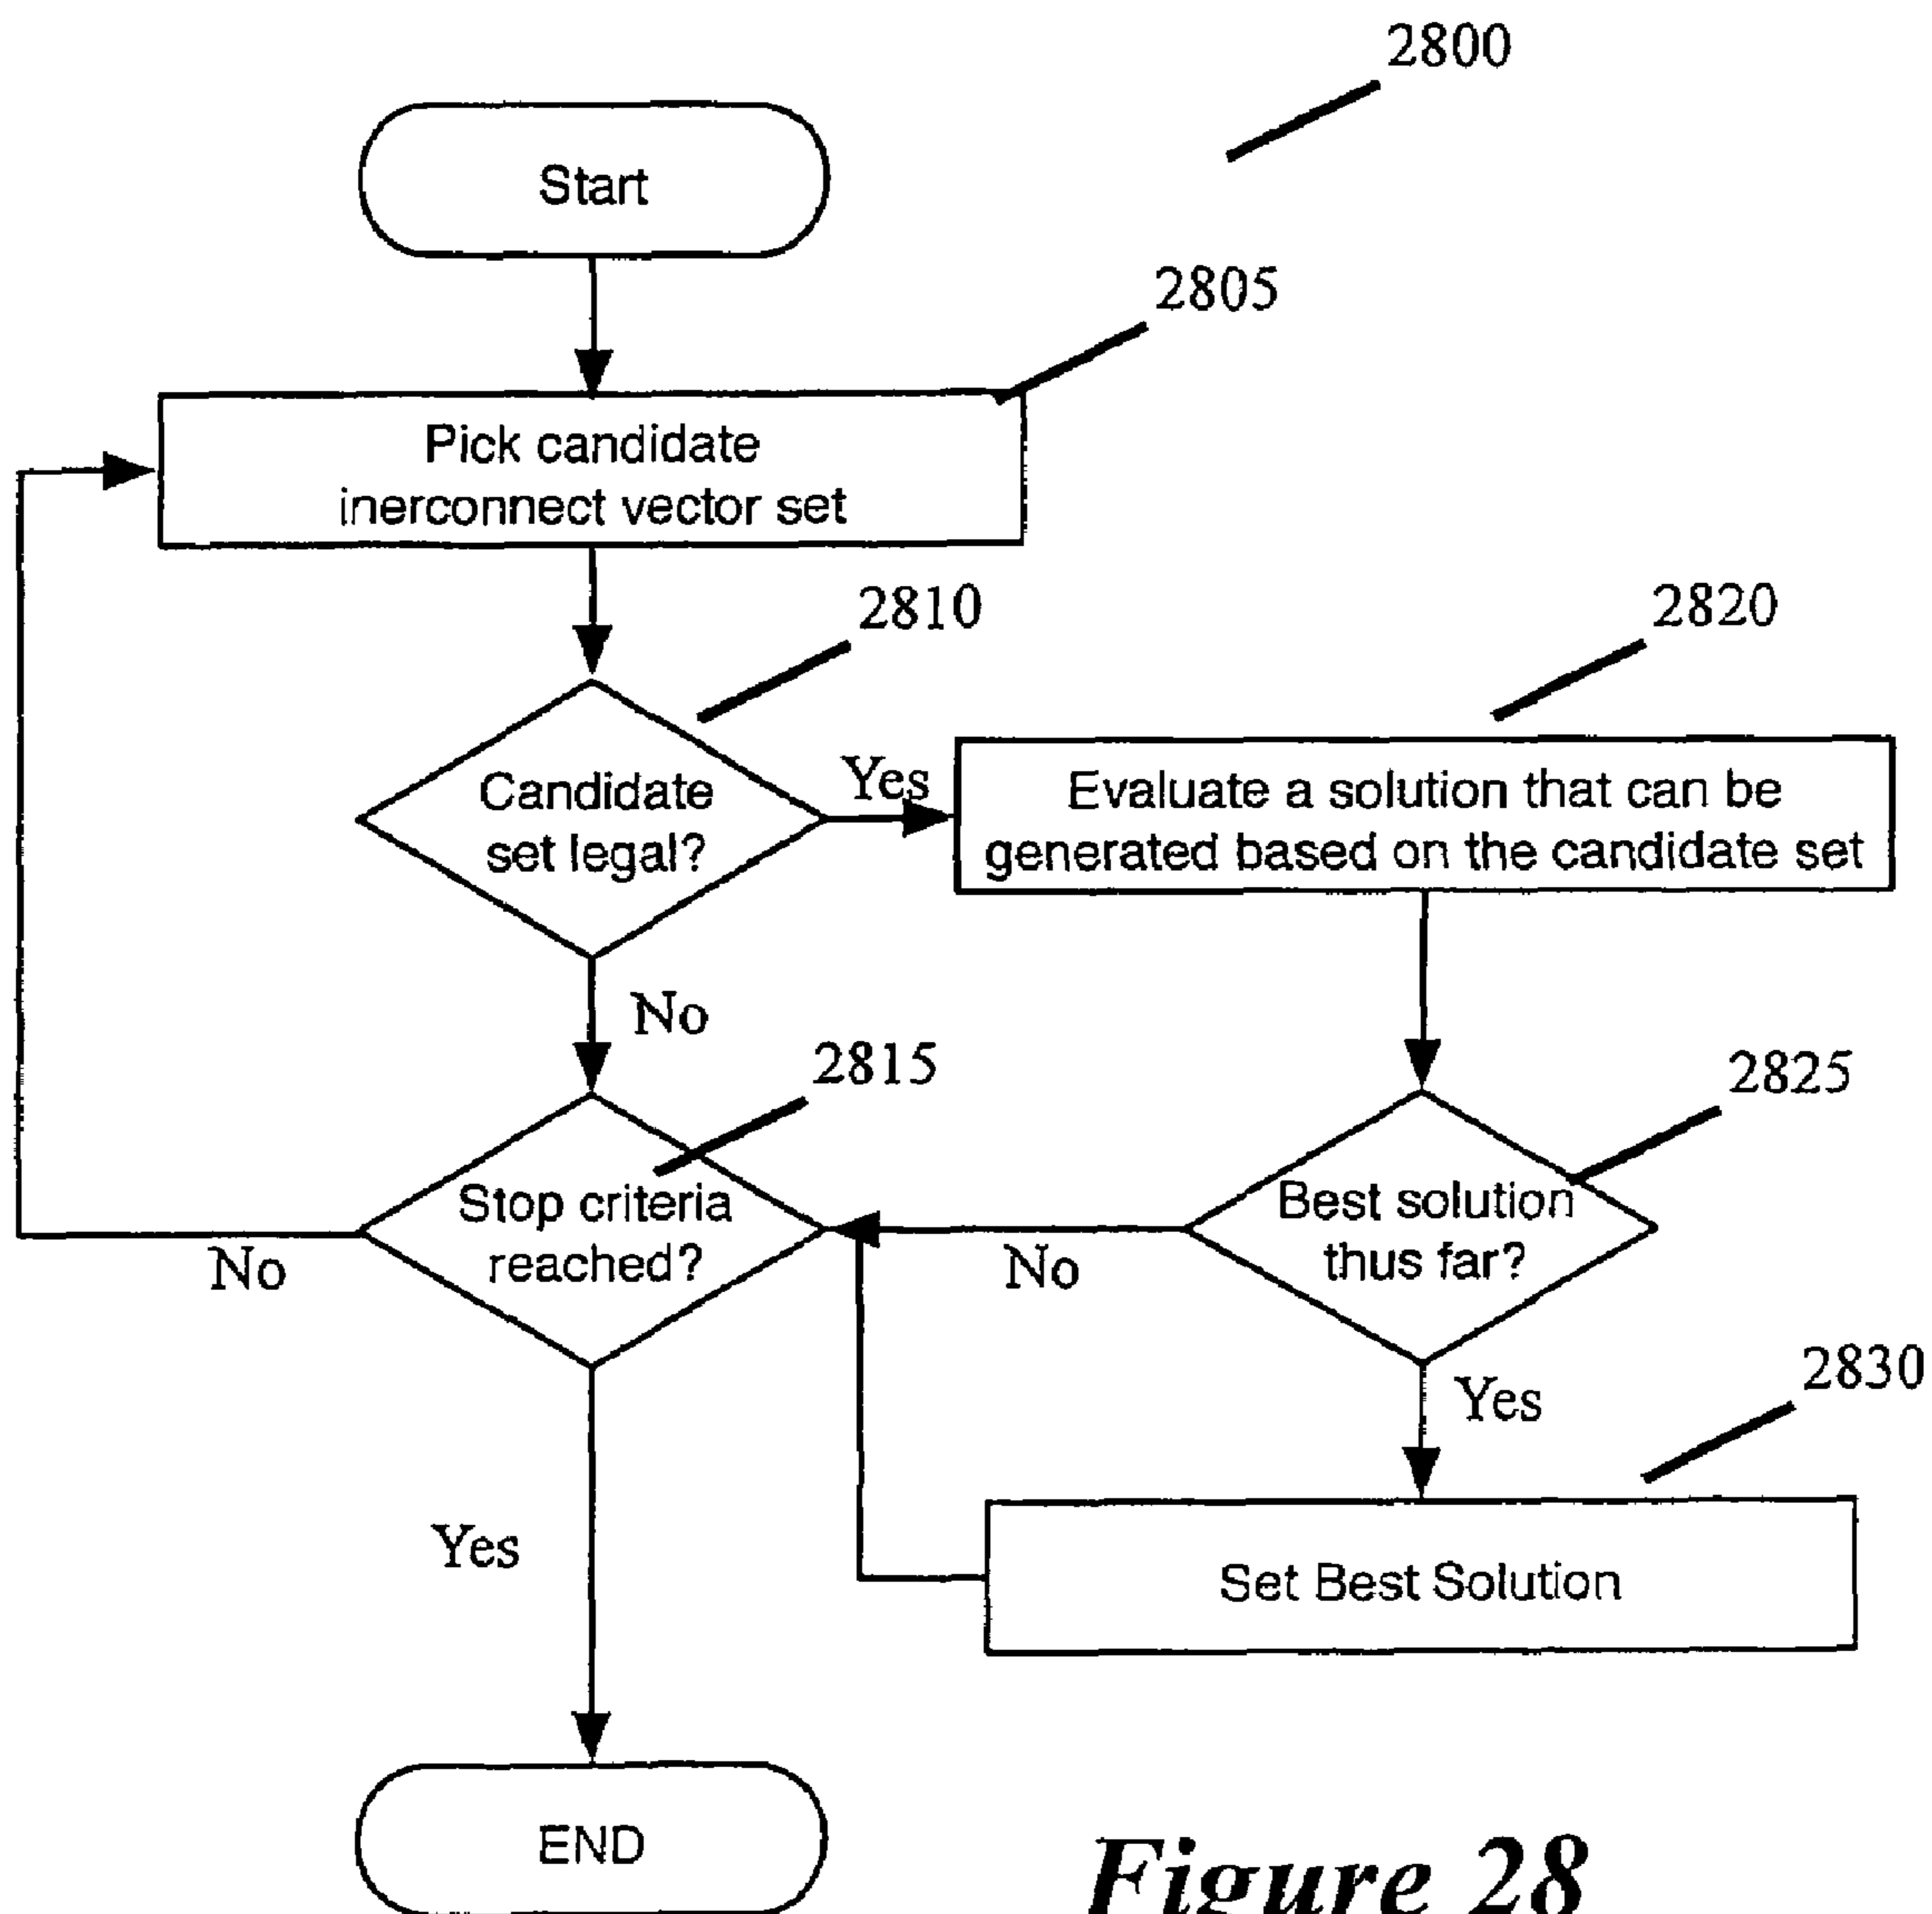 2800
Start
2805
Pick candidate
inerconnect vector set
2810
2820
Candidate
set legal?
Yes
Evaluate a solution that can be
generated based on the candidate set
No
2815
2825
Stop criteria
reached?
Best solution
thus far?
No
No
2830
Yes
Yes
Set Best Solution
END
Figure 28